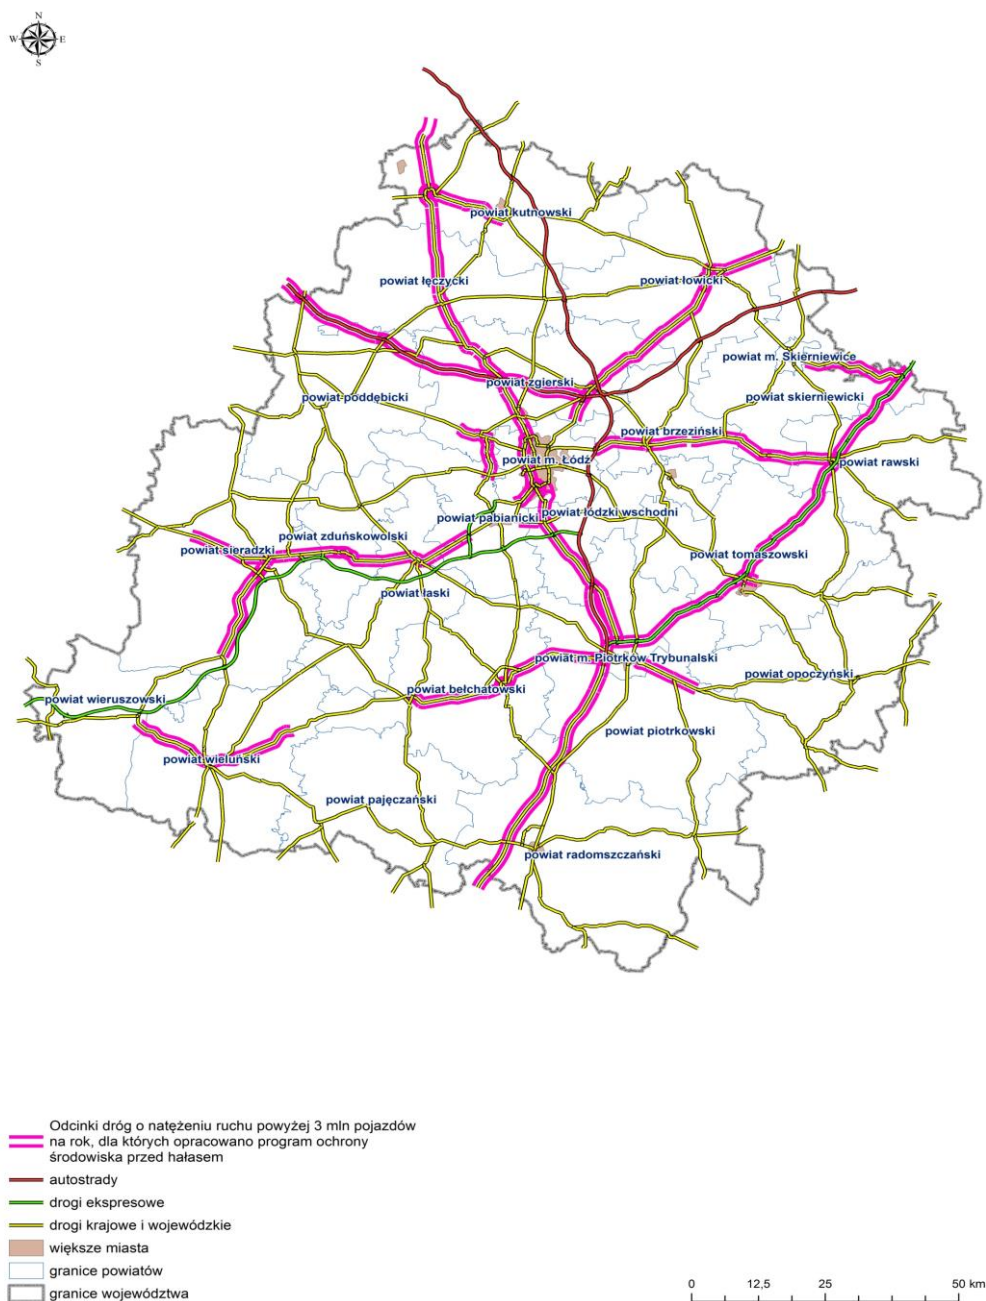 N
W E
S
powiat kutnowski
powiat łęczycki
powiat łowicki
powiat m. Skierniewice
powiat zgierski
powiat poddębicki
powiat skierniewicki
powiat brzeziński
powiat m. Łódź
powiat rawski
powiat pabianicki
powiat łodzki wschodni
powiat zduńskowolski
powiat sieradzki
powiat tomaszowski
powiat łaski
powiat m. Piotrków Trybunalski
powiat opoczyński
powiat bełchatowski
powiat wieruszowski
powiat piotrkowski
powiat wieluński
powiat pajęczański
powiat radomszczański
Odcinki dróg o natężeniu ruchu powyżej 3 mln pojazdów
na rok, dla których opracowano program ochrony
środowiska przed hałasem
autostrady
drogi ekspresowe
drogi krajowe i wojewódzkie
większe miasta
granice powiatów
granice województwa
0 12,5 25 50 km